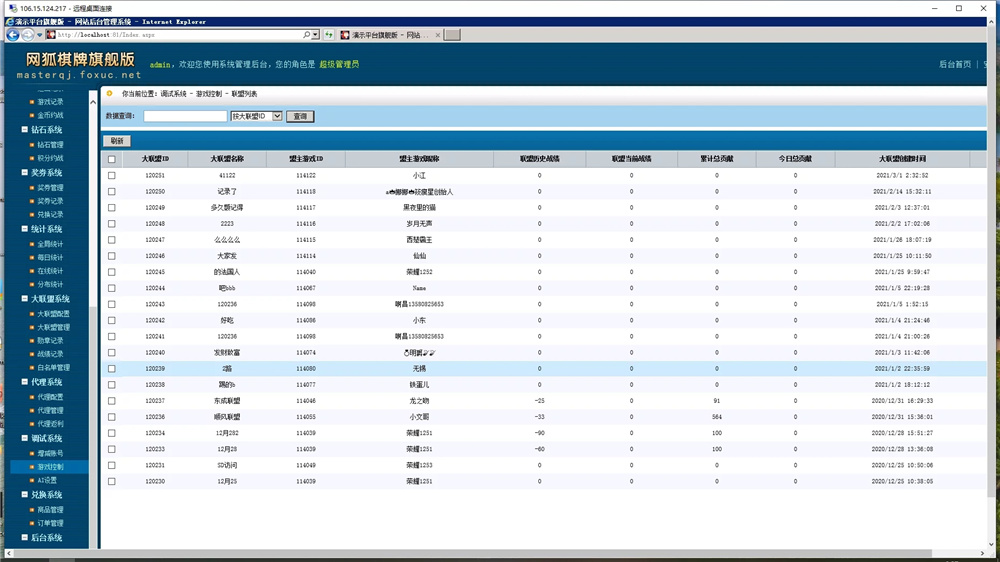 106.15.124.217 - 远程桌面连接
演示平台旗舰版 - 网站后台管理系统 - Internet Explorer
http://localhost:81/Index.aspx
演示平台旗舰版 - 网站...
网狐棋牌旗舰版
masterqj.foxuc.net
admin，欢迎您使用系统管理后台，您的角色是 超级管理员
后台首页
你当前位置：调试系统 - 游戏控制 - 联盟列表
数据查询： 按大联盟ID 查询
刷新
游戏记录
金币约战
钻石系统
钻石管理
积分约战
奖券系统
奖券管理
奖券记录
兑换记录
统计系统
全局统计
每日统计
在线统计
分布统计
大联盟系统
大联盟配置
大联盟管理
勋章记录
战绩记录
白名单管理
代理系统
代理配置
代理管理
代理返利
调试系统
增减账号
游戏控制
AI设置
兑换系统
商品管理
订单管理
后台系统
大联盟ID 大联盟名称 盟主游戏ID 盟主游戏昵称 联盟历史战绩 联盟当前战绩 累计总贡献 今日总贡献 大联盟创建时间
120251 41122 114122 小江 0 0 0 0 2021/3/1 2:32:52
120250 记录了 114118 0 0 0 0 2021/2/14 15:32:11
120249 多久额记得 114117 黑夜里的猫 0 0 0 0 2021/2/3 12:37:01
120248 2223 114116 岁月无声 0 0 0 0 2021/2/2 17:02:06
120247 么么么么 114115 西楚霸王 0 0 0 0 2021/1/26 18:07:19
120246 大家发 114114 仙仙 0 0 0 0 2021/1/25 10:11:50
120245 的法国人 114040 荣耀1252 0 0 0 0 2021/1/25 9:59:47
120244 吧bbb 114067 Name 0 0 0 0 2021/1/5 22:19:28
120243 120236 114098 13580825653 0 0 0 0 2021/1/5 1:52:15
120242 好吃 114086 小东 0 0 0 0 2021/1/4 21:24:46
120241 120236 114098 13580825653 0 0 0 0 2021/1/4 21:00:26
120240 发财致富 114074 0 0 0 0 2021/1/3 11:42:06
120239 2路 114080 无揚 0 0 0 0 2021/1/2 22:35:59
120238 踢的b 114077 铁蛋儿 0 0 0 0 2021/1/2 18:12:12
120237 东成联盟 114046 龙之吻 -25 0 91 0 2020/12/31 16:29:33
120236 顺风联盟 114055 小文哥 -33 0 564 0 2020/12/31 15:36:01
120234 12月282 114039 荣耀1251 -90 0 100 0 2020/12/28 15:51:27
120233 12月28 114039 荣耀1251 -60 0 100 0 2020/12/28 13:36:08
120231 SD访问 114049 荣耀1253 0 0 0 0 2020/12/25 10:50:06
120230 12月25 114039 荣耀1251 0 0 0 0 2020/12/25 10:38:05